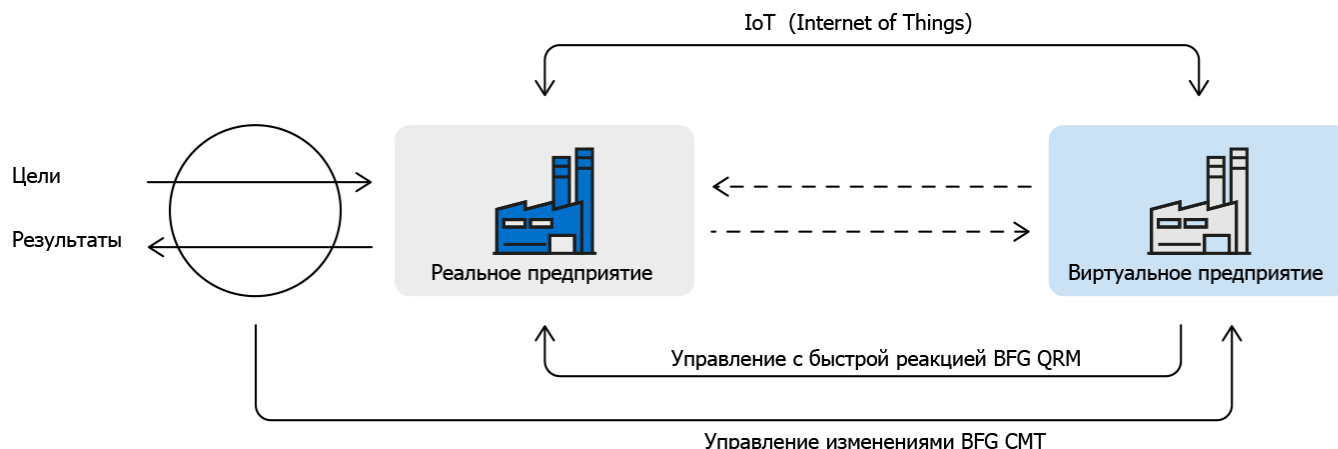 IoT  (Internet of Things)
Цели
Результаты
Реальное предприятие
Виртуальное предприятие
Управление с быстрой реакцией BFG QRM
Управление изменениями BFG CMT